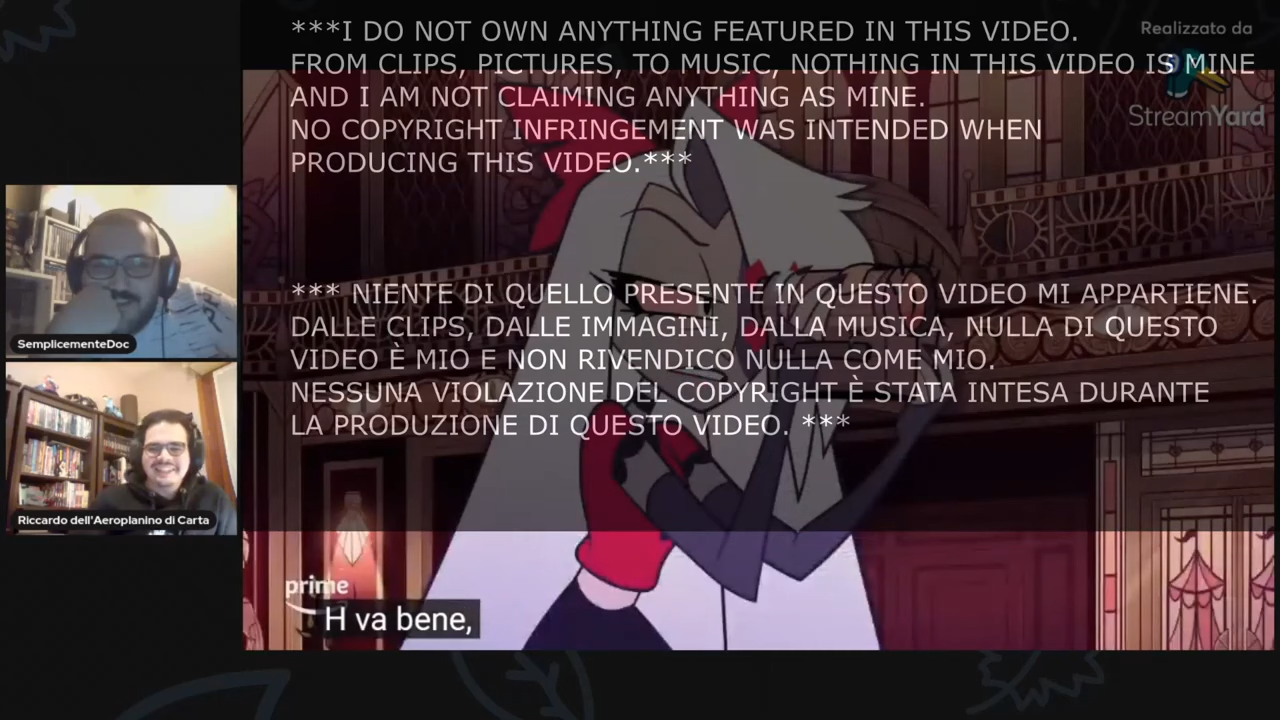 ***I DO NOT OWN ANYTHING FEATURED IN THIS VIDEO.
FROM CLIPS, PICTURES, TO MUSIC, NOTHING IN THIS VIDEO IS MINE
AND I AM NOT CLAIMING ANYTHING AS MINE.
NO COPYRIGHT INFRINGEMENT WAS INTENDED WHEN
PRODUCING THIS VIDEO.***
Realizzato da
StreamYard
*** NIENTE DI QUELLO PRESENTE IN QUESTO VIDEO MI APPARTIENE.
DALLE CLIPS, DALLE IMMAGINI, DALLA MUSICA, NULLA DI QUESTO
VIDEO È MIO E NON RIVENDICO NULLA COME MIO.
NESSUNA VIOLAZIONE DEL COPYRIGHT È STATA INTESA DURANTE
LA PRODUZIONE DI QUESTO VIDEO. ***
SemplicementeDoc
Riccardo dell'Aeroplanino di Carta
prime
H va bene,